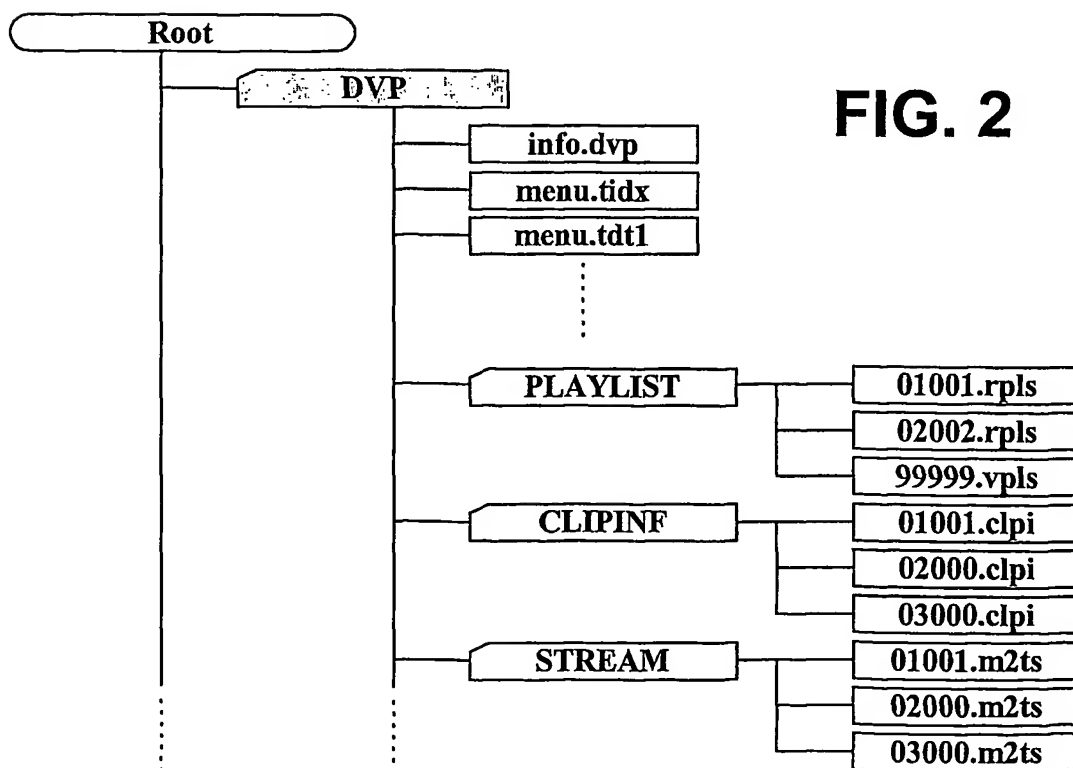 Root
DVP
FIG. 2
info.dvp
menu.tidx
menu.tdt1
PLAYLIST
01001.rpls
02002.rpls
99999.vpls
CLIPINF
01001.clpi
02000.clpi
03000.clpi
STREAM
01001.m2ts
02000.m2ts
03000.m2ts